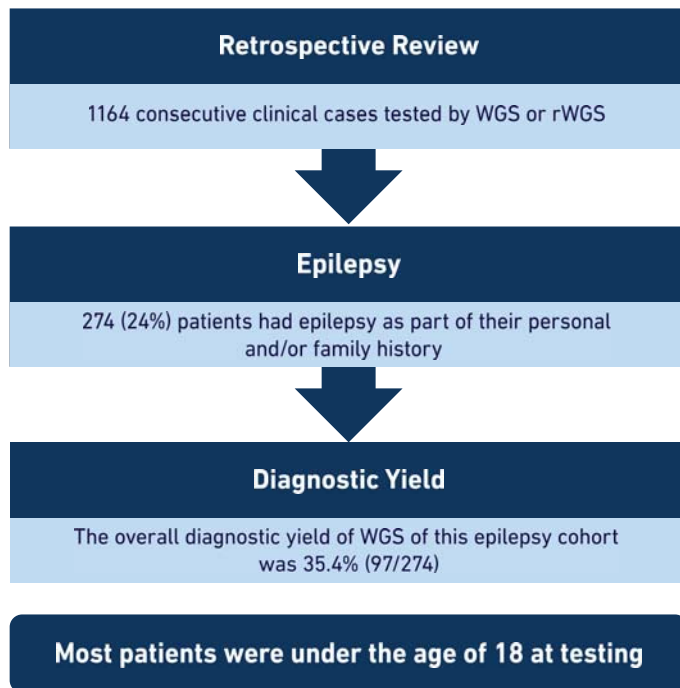 Retrospective Review
1164 consecutive clinical cases tested by WGS or rWGS
Epilepsy
274 (24%) patients had epilepsy as part of their personal
and/or family history
Diagnostic Yield
The overall diagnostic yield of WGS of this epilepsy cohort
was 35.4% (97/274)
Most patients were under the age of 18 at testing